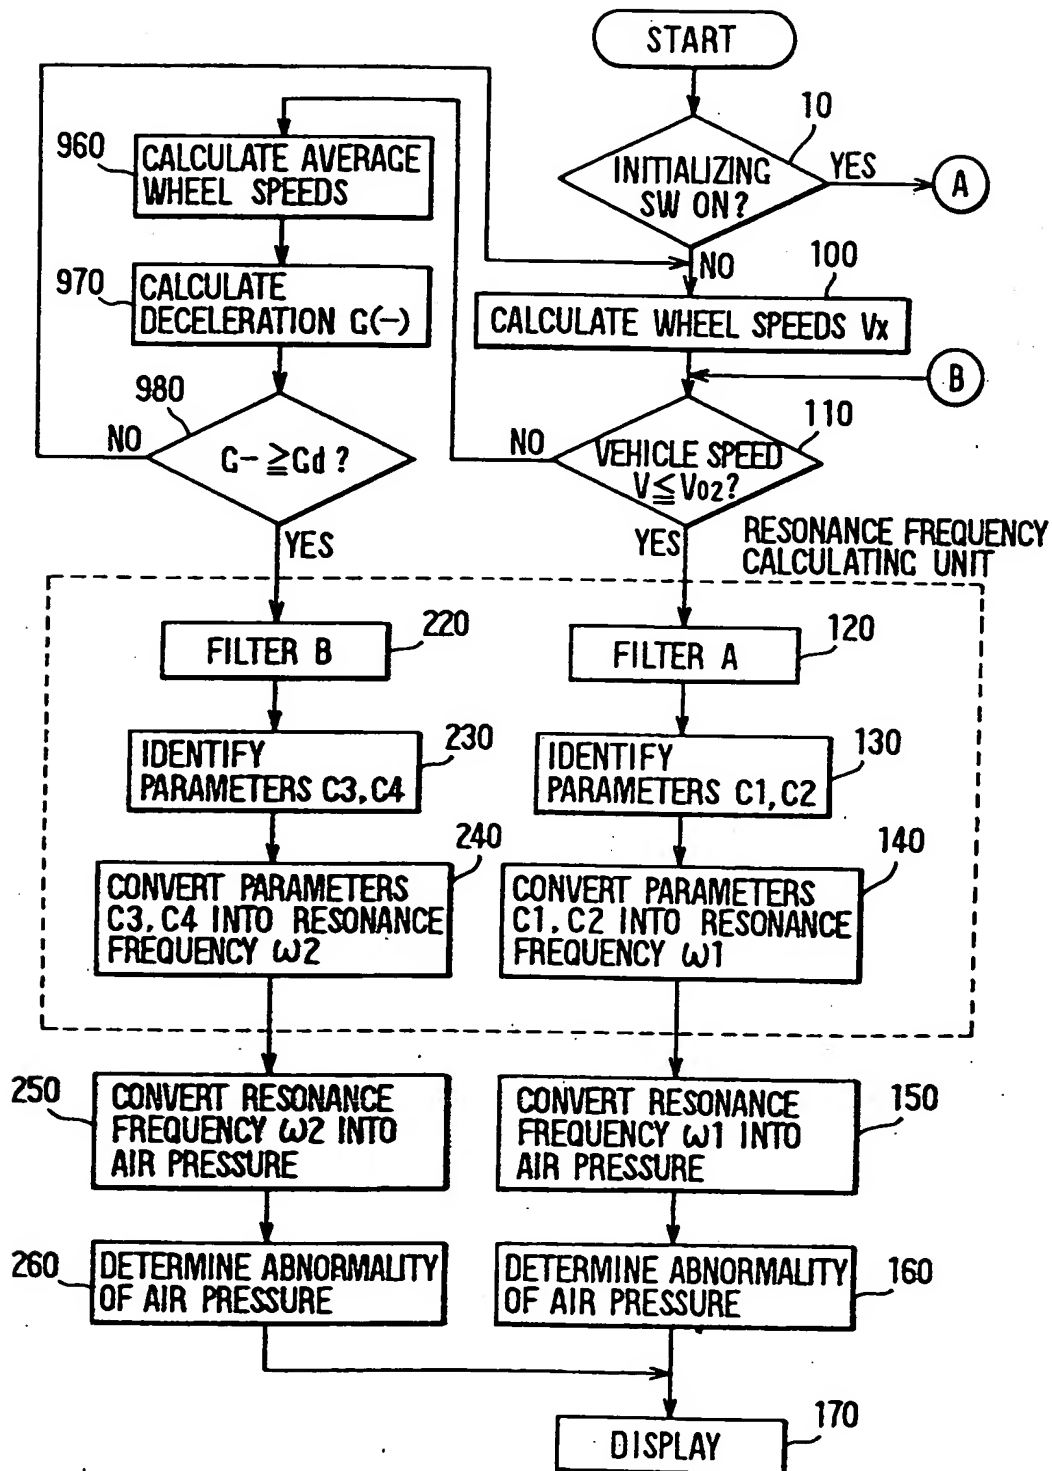 START
10
INITIALIZING
SW ON?
YES
A
NO
960
CALCULATE AVERAGE
WHEEL SPEEDS
970
CALCULATE
DECELERATION G(-)
100
CALCULATE WHEEL SPEEDS Vx
B
980
G- ≧ Gd ?
NO
YES
110
VEHICLE SPEED
V ≦ V02?
NO
YES
RESONANCE FREQUENCY
CALCULATING UNIT
220
FILTER B
120
FILTER A
230
IDENTIFY
PARAMETERS C3, C4
130
IDENTIFY
PARAMETERS C1, C2
240
CONVERT PARAMETERS
C3, C4 INTO RESONANCE
FREQUENCY ω2
140
CONVERT PARAMETERS
C1, C2 INTO RESONANCE
FREQUENCY ω1
250
CONVERT RESONANCE
FREQUENCY ω2 INTO
AIR PRESSURE
150
CONVERT RESONANCE
FREQUENCY ω1 INTO
AIR PRESSURE
260
DETERMINE ABNORMALITY
OF AIR PRESSURE
160
DETERMINE ABNORMALITY
OF AIR PRESSURE
170
DISPLAY